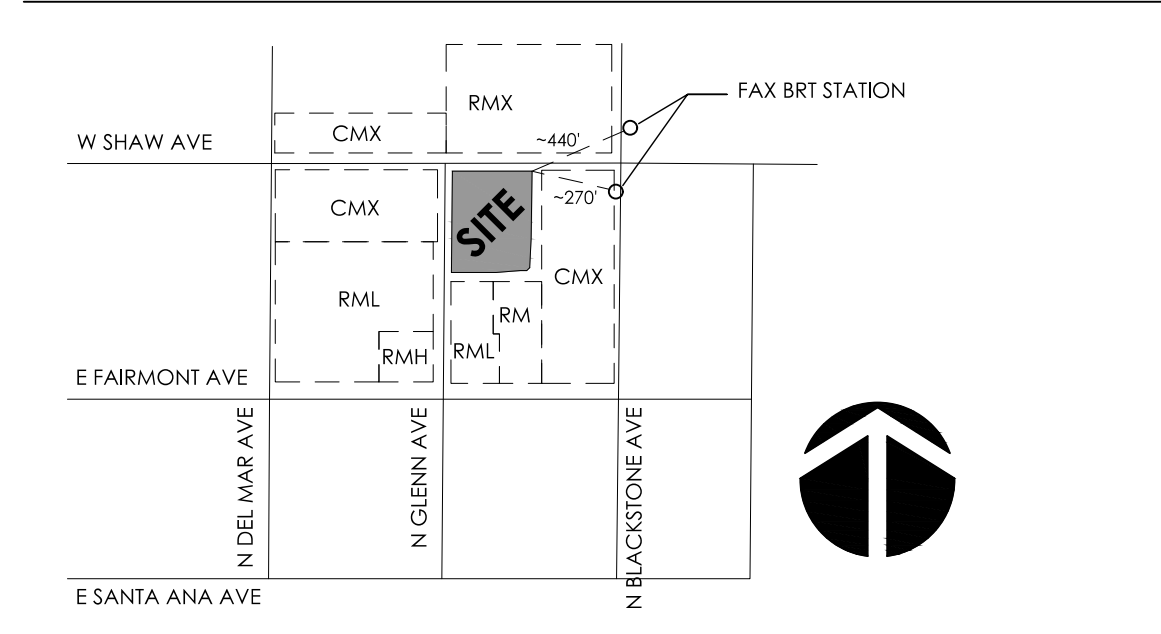 FAX BRT STATION
RMX
CMX
~440'
W SHAW AVE
~270'
CMX
SITE
CMX
RML
RM
RMH
RML
E FAIRMONT AVE
N DEL MAR AVE
N GLENN AVE
N BLACKSTONE AVE
E SANTA ANA AVE